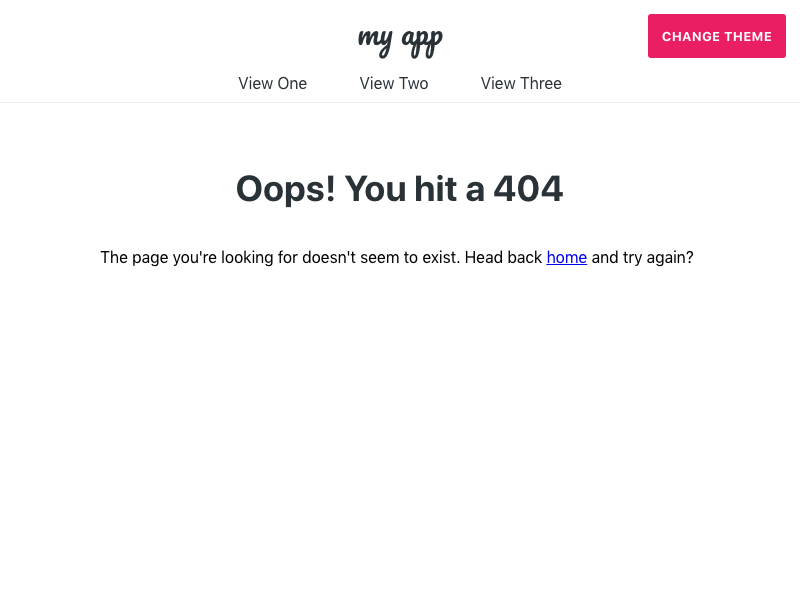 my app
CHANGE THEME
View One View Two View Three
Oops! You hit a 404
The page you're looking for doesn't seem to exist. Head back home and try again?